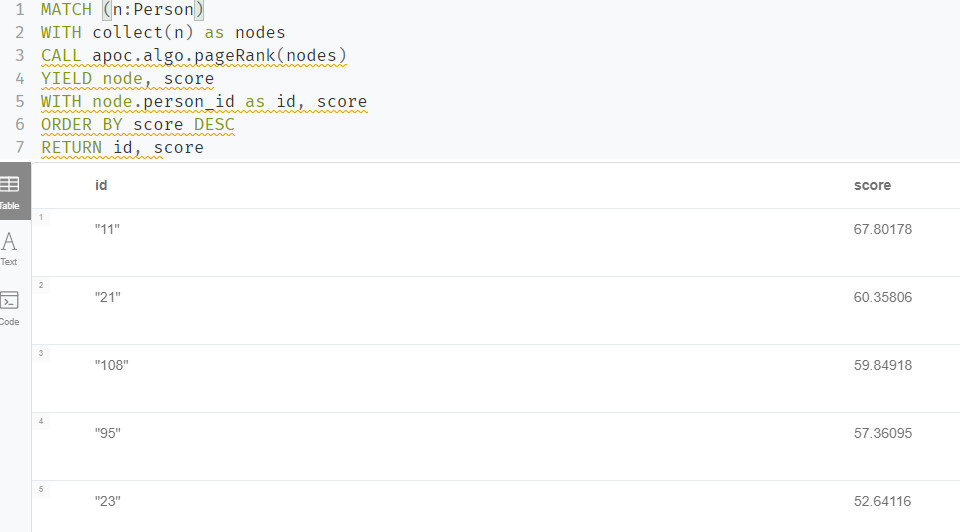 1 MATCH (n:Person)
2 WITH collect(n) as nodes
3 CALL apoc.algo.pageRank(nodes)
4 YIELD node, score
5 WITH node.person_id as id, score
6 ORDER BY score DESC
7 RETURN id, score
id score
Table
1
"11" 67.80178
Text
2
"21" 60.35806
Code
3
"108" 59.84918
4
"95" 57.36095
5
"23" 52.64116